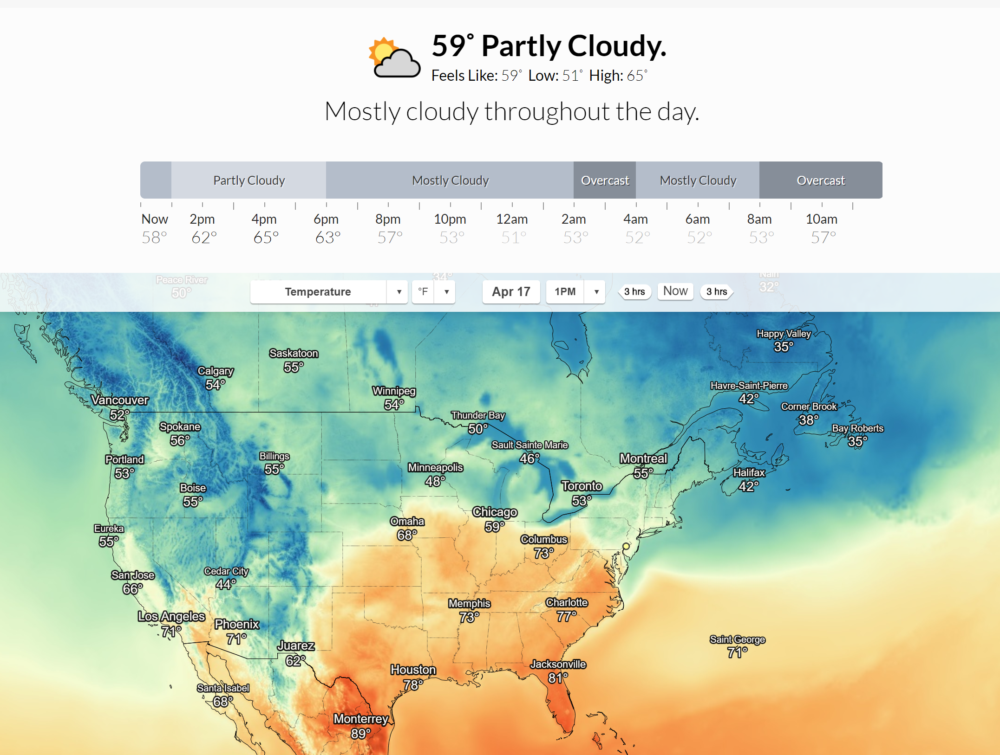 59° Partly Cloudy.
Feels Like: 59° Low: 51° High: 65°
Mostly cloudy throughout the day.
Partly Cloudy Mostly Cloudy Overcast Mostly Cloudy Overcast
Now 2pm 4pm 6pm 8pm 10pm 12am 2am 4am 6am 8am 10am
58° 62° 65° 63° 57° 53° 51° 53° 52° 52° 53° 57°
Peace River
50°
34°
Nain
32°
Temperature ▼ °F ▼ Apr 17 1PM ▼ 3 hrs Now 3 hrs
Happy Valley
35°
Saskatoon
55°
Calgary
54°
Winnipeg
54°
Havre-Saint-Pierre
42°
Vancouver
52°
Corner Brook
38°
Thunder Bay
50°
Spokane
56°
Bay Roberts
35°
Sault Sainte Marie
46°
Billings
55°
Portland
53°
Montreal
55°
Minneapolis
48°
Halifax
42°
Boise
55°
Toronto
53°
Chicago
59°
Omaha
68°
Eureka
55°
Columbus
73°
Cedar City
44°
San Jose
66°
Memphis
73°
Charlotte
77°
Los Angeles
71°
Phoenix
71°
Juarez
62°
Saint George
71°
Jacksonville
81°
Houston
78°
Santa Isabel
68°
Monterrey
89°